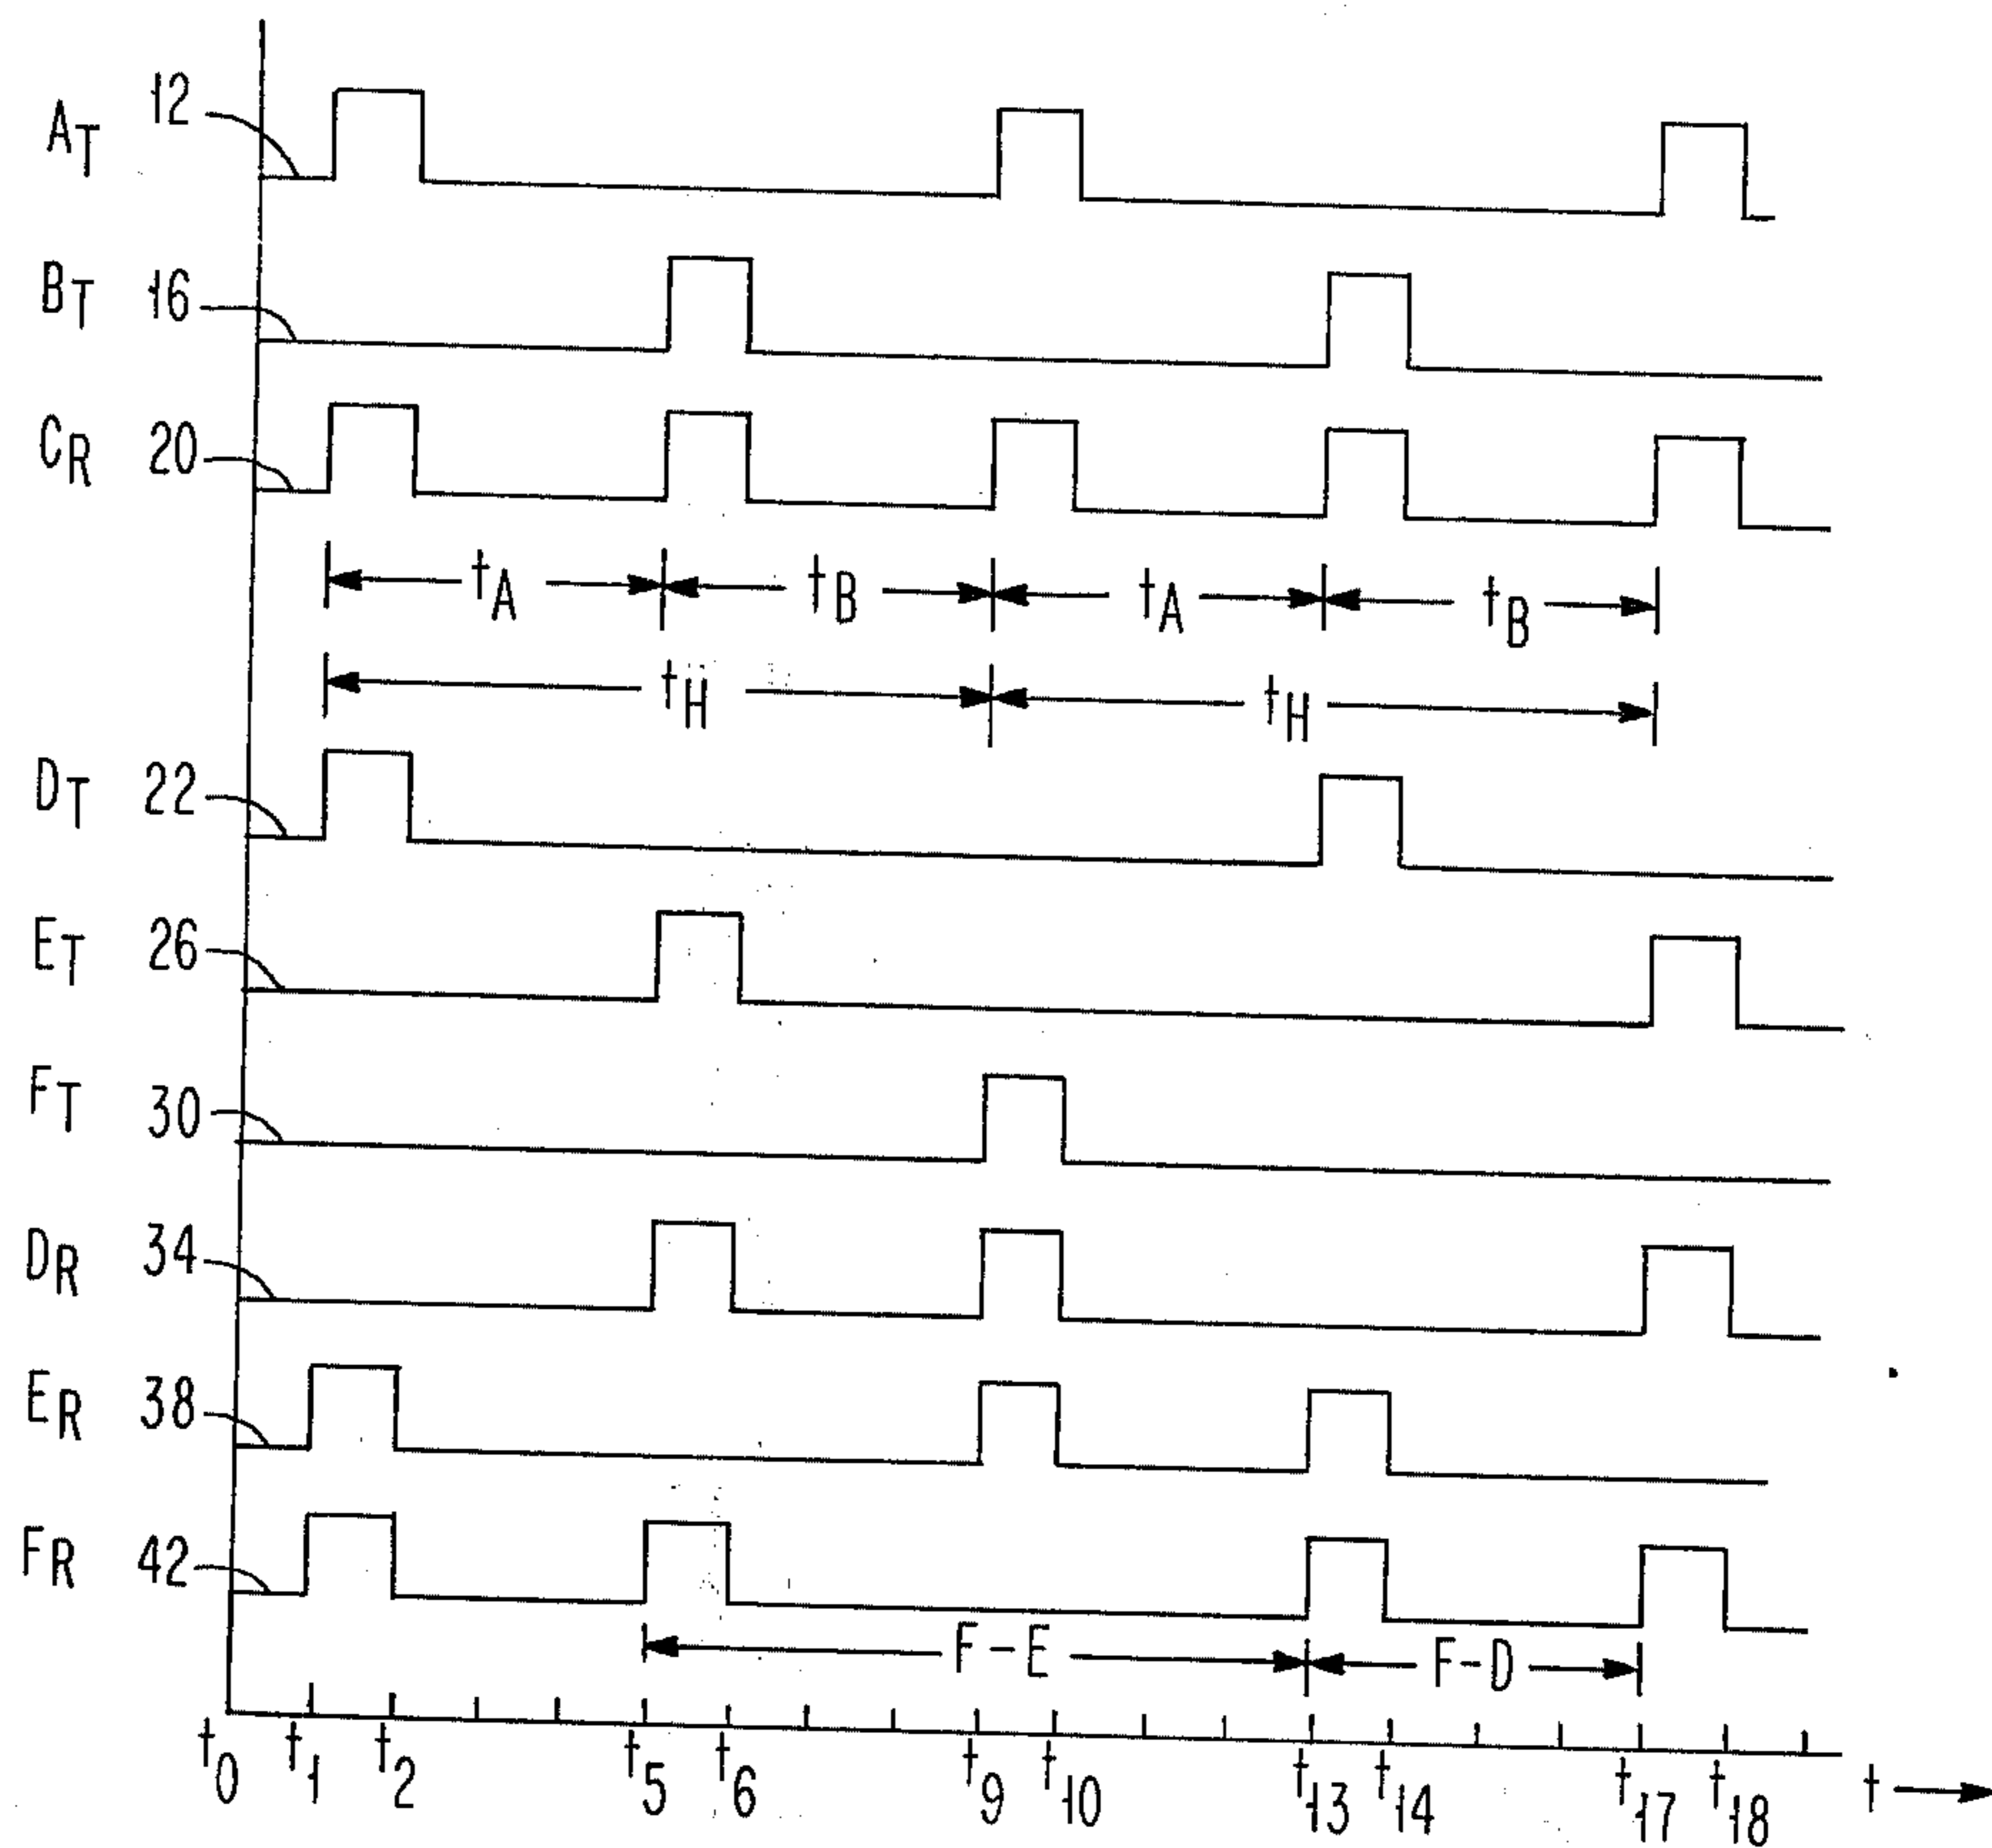 AT 12
BT 16
CR 20
tA tB tA tB
tH tH
DT 22
ET 26
FT 30
DR 34
ER 38
FR 42
F-E F-D
t0 t1 t2 t5 t6 t9 t10 t13 t14 t17 t18 t